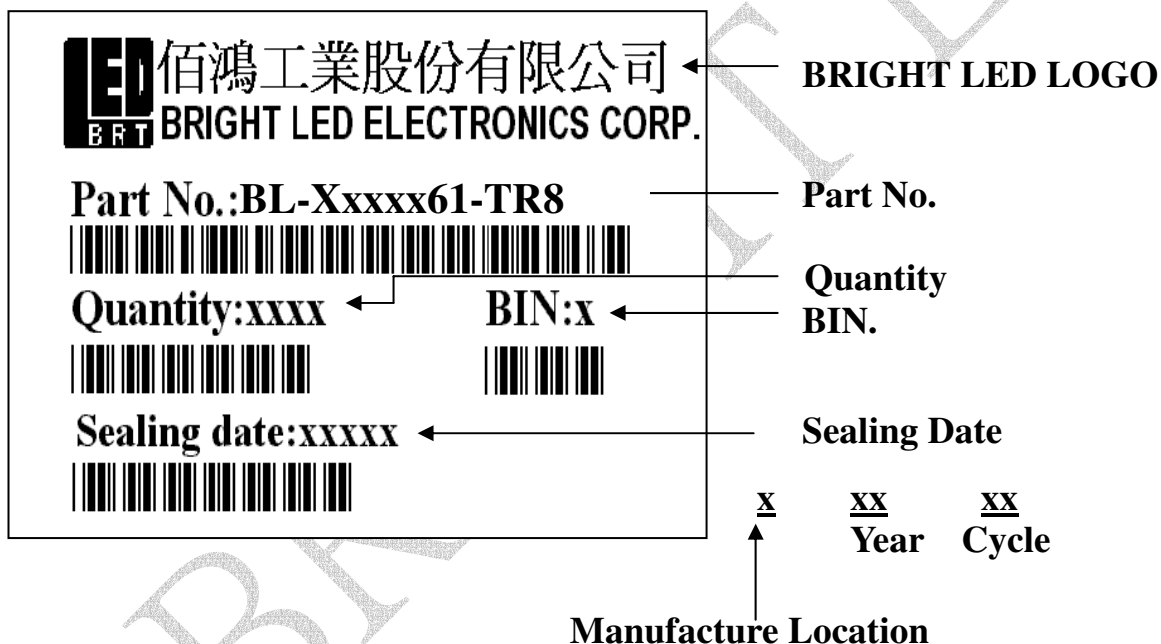 LED
BRT
佰鴻工業股份有限公司
BRIGHT LED ELECTRONICS CORP.
BRIGHT LED LOGO
Part No.:BL-Xxxxx61-TR8
Part No.
Quantity:xxxx
BIN:x
Quantity
BIN.
Sealing date:xxxxx
Sealing Date
x xx xx
Year Cycle
Manufacture Location